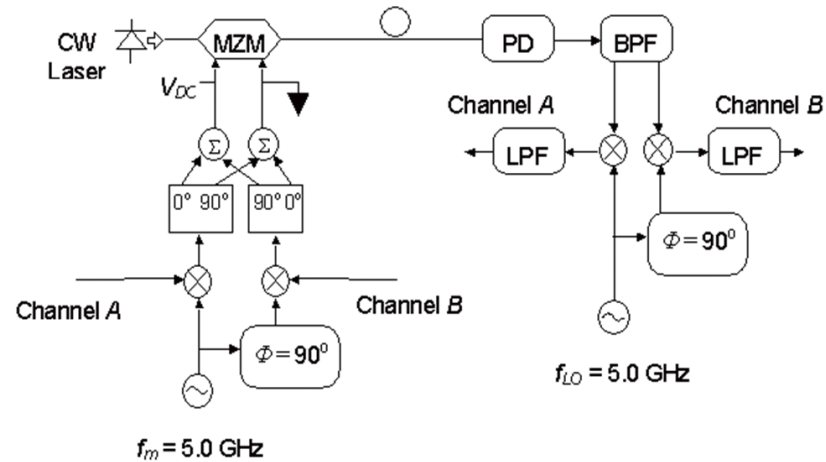 CW
Laser
MZM
PD
BPF
V_DC
Channel A
Channel B
LPF
LPF
Σ
Σ
0° 90°
90° 0°
Φ = 90°
Channel A
Channel B
Φ = 90°
f_LO = 5.0 GHz
f_m = 5.0 GHz